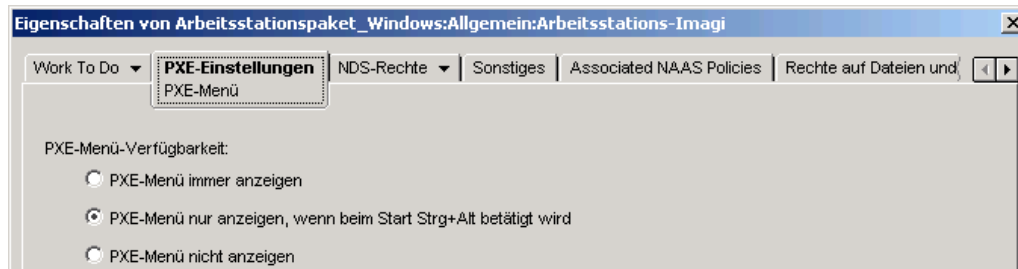 Eigenschaften von Arbeitsstationspaket_Windows:Allgemein:Arbeitsstations-Imagi
Work To Do PXE-Einstellungen NDS-Rechte Sonstiges Associated NAAS Policies Rechte auf Dateien und
PXE-Menü
PXE-Menü-Verfügbarkeit:
PXE-Menü immer anzeigen
PXE-Menü nur anzeigen, wenn beim Start Strg+Alt betätigt wird
PXE-Menü nicht anzeigen